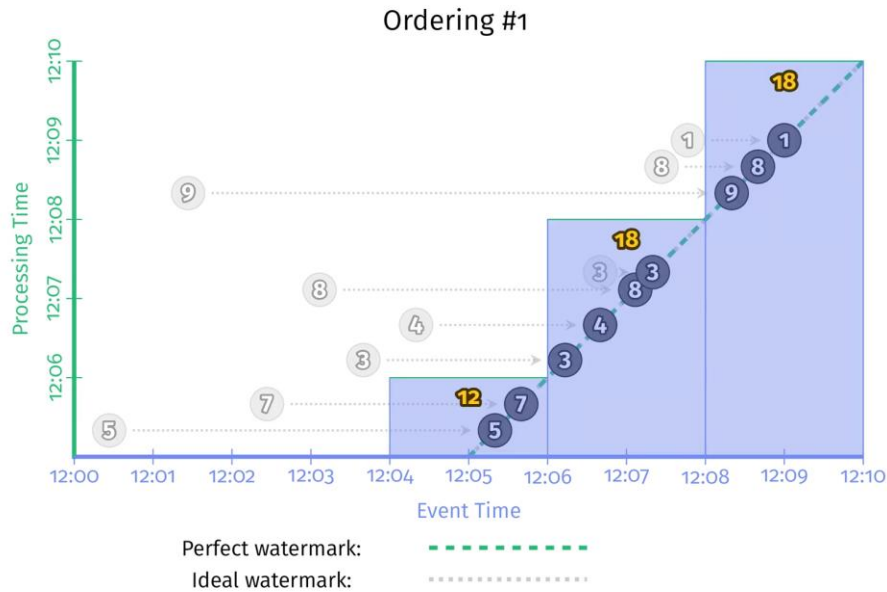 Ordering #1
12:10
12:09
12:08
12:07
12:06
Processing Time
18
1 1
8 8
9 9
18
3 3
8 8
4 4
3 3
12
7 7
5 5
12:00 12:01 12:02 12:03 12:04 12:05 12:06 12:07 12:08 12:09 12:10
Event Time
Perfect watermark:
Ideal watermark: